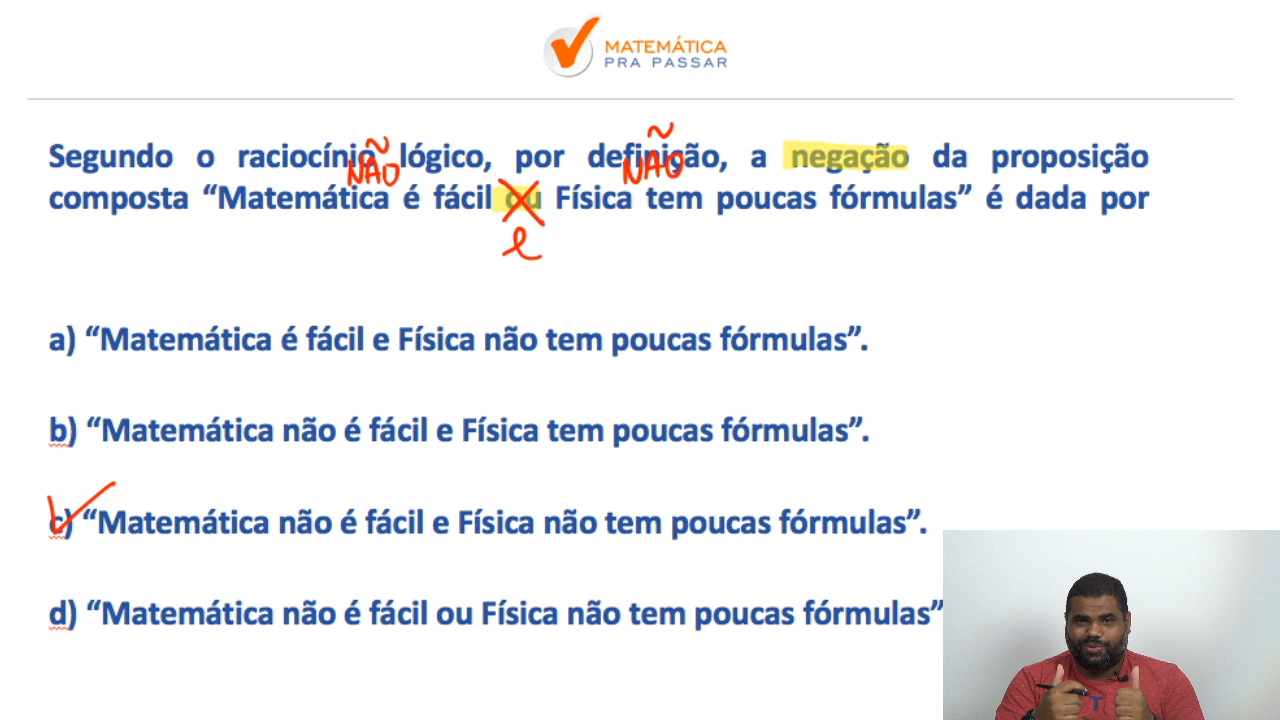 MATEMÁTICA
PRA PASSAR
Segundo o raciocínio lógico, por definição, a negação da proposição
NÃO NÃO
composta “Matemática é fácil ou Física tem poucas fórmulas” é dada por
e
a) “Matemática é fácil e Física não tem poucas fórmulas”.
b) “Matemática não é fácil e Física tem poucas fórmulas”.
c) “Matemática não é fácil e Física não tem poucas fórmulas”.
d) “Matemática não é fácil ou Física não tem poucas fórmulas”